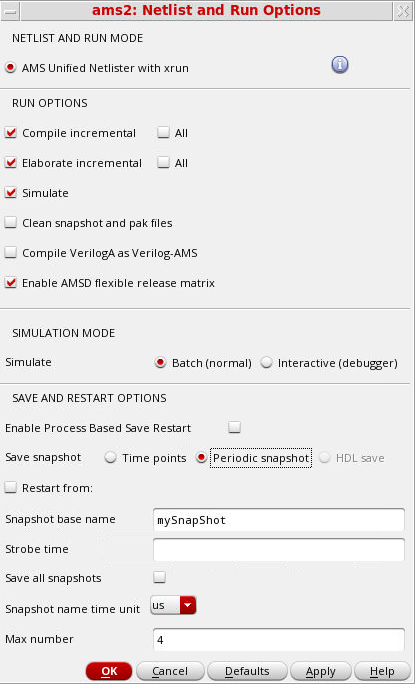 ams2: Netlist and Run Options
NETLIST AND RUN MODE
AMS Unified Netlister with xrun
i
RUN OPTIONS
Compile incremental All
Elaborate incremental All
Simulate
Clean snapshot and pak files
Compile VerilogA as Verilog-AMS
Enable AMSD flexible release matrix
SIMULATION MODE
Simulate Batch (normal) Interactive (debugger)
SAVE AND RESTART OPTIONS
Enable Process Based Save Restart
Save snapshot Time points Periodic snapshot HDL save
Restart from:
Snapshot base name mySnapShot
Strobe time
Save all snapshots
Snapshot name time unit us
Max number 4
OK Cancel Defaults Apply Help